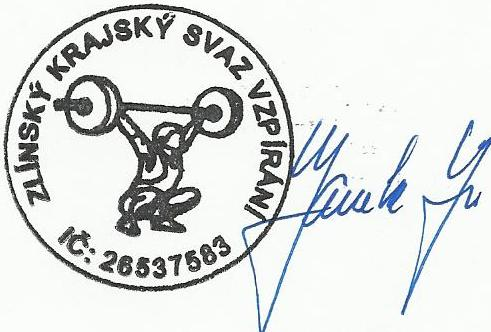 ZLÍNSKÝ KRAJSKÝ SVAZ VZPÍRÁNÍ
IČ: 26537583